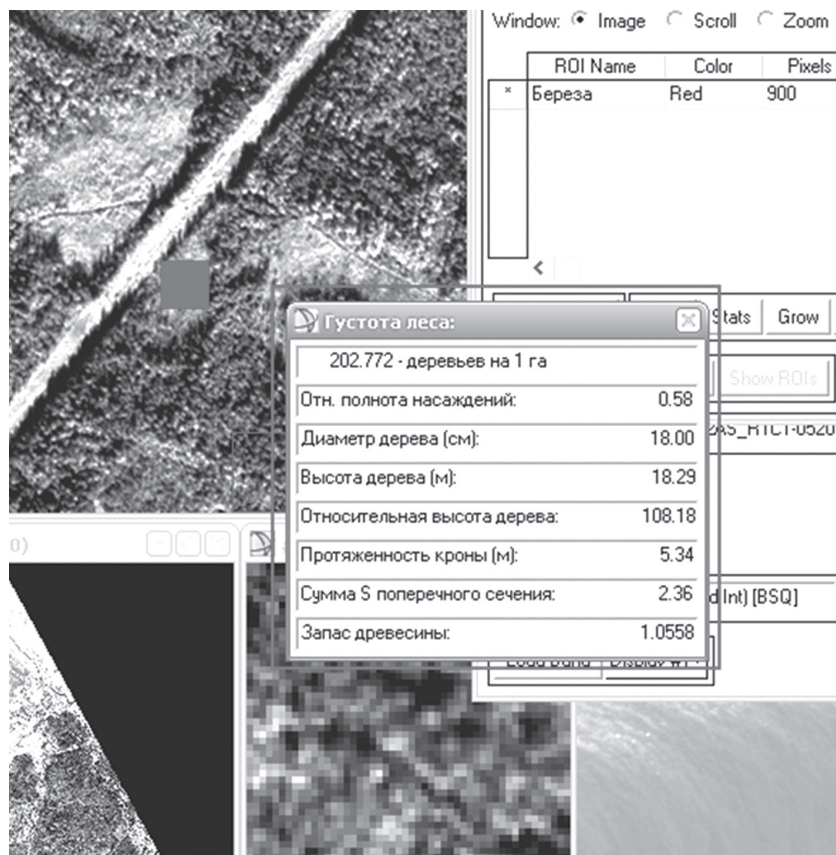 Window: Image Scroll Zoom
ROI Name Color Pixels
Береза Red 900
Stats Grow
Густота леса:
202.772 - деревьев на 1 га
Show ROIs
Отн. полнота насаждений: 0.58
Диаметр дерева (см): 18.00
Высота дерева (м): 18.29
Относительная высота дерева: 108.18
0)
Протяженность кроны (м): 5.34
Сумма S поперечного сечения: 2.36
d Int) [BSQ]
Запас древесины: 1.0558